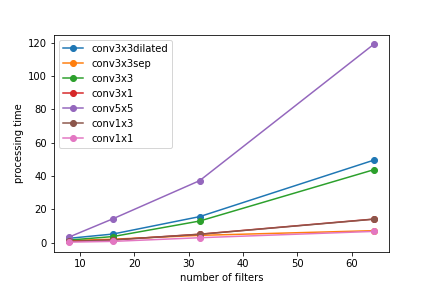 120
100
80
60
40
20
0
processing time
conv3x3dilated
conv3x3sep
conv3x3
conv3x1
conv5x5
conv1x3
conv1x1
10 20 30 40 50 60
number of filters